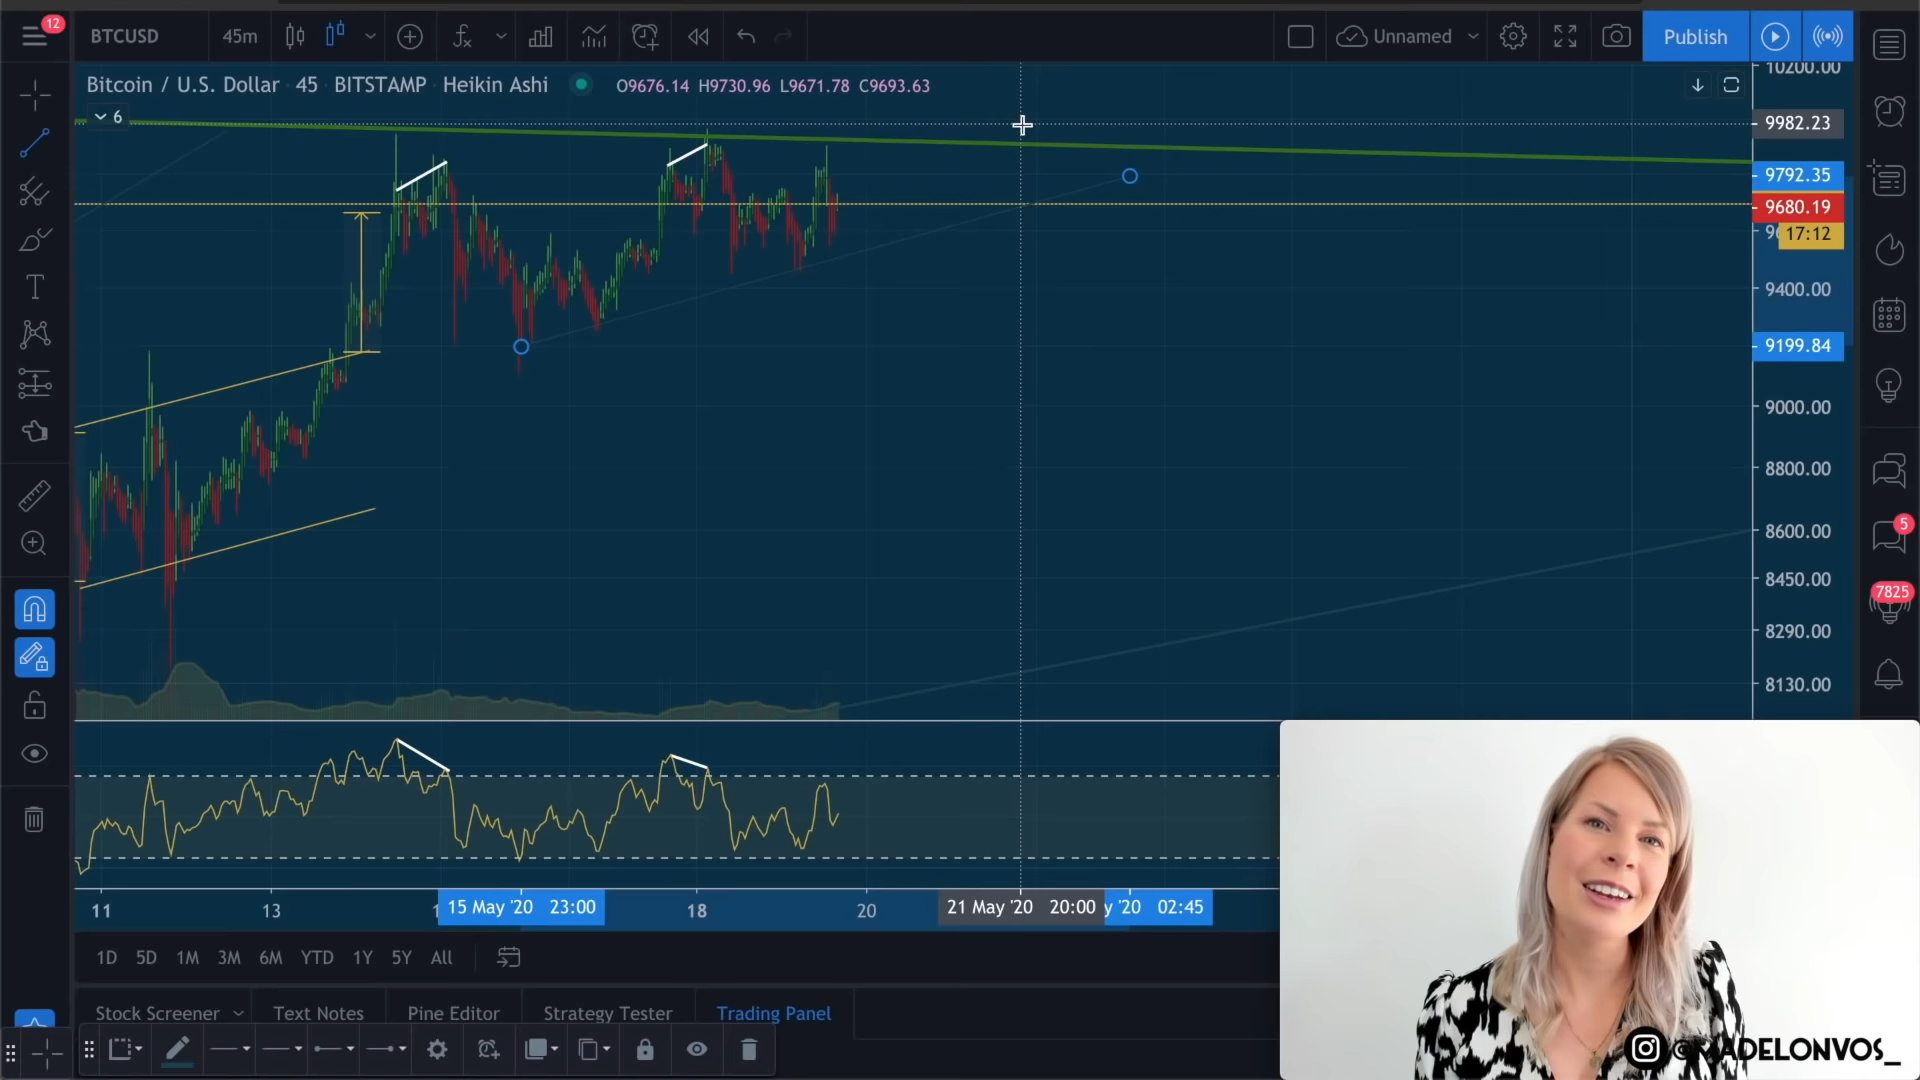 12
BTCUSD
45m
Unnamed
Publish
Bitcoin / U.S. Dollar 45 BITSTAMP Heikin Ashi
O9676.14 H9730.96 L9671.78 C9693.63
6
10200.00
9982.23
9792.35
9680.19
17:12
9400.00
9199.84
9000.00
8800.00
8600.00
8450.00
8290.00
8130.00
5
7825
11
13
15 May '20 23:00
18
20
21 May '20 20:00
y '20 02:45
1D 5D 1M 3M 6M YTD 1Y 5Y All
Stock Screener
Text Notes
Pine Editor
Strategy Tester
Trading Panel
@MADELONVOS_